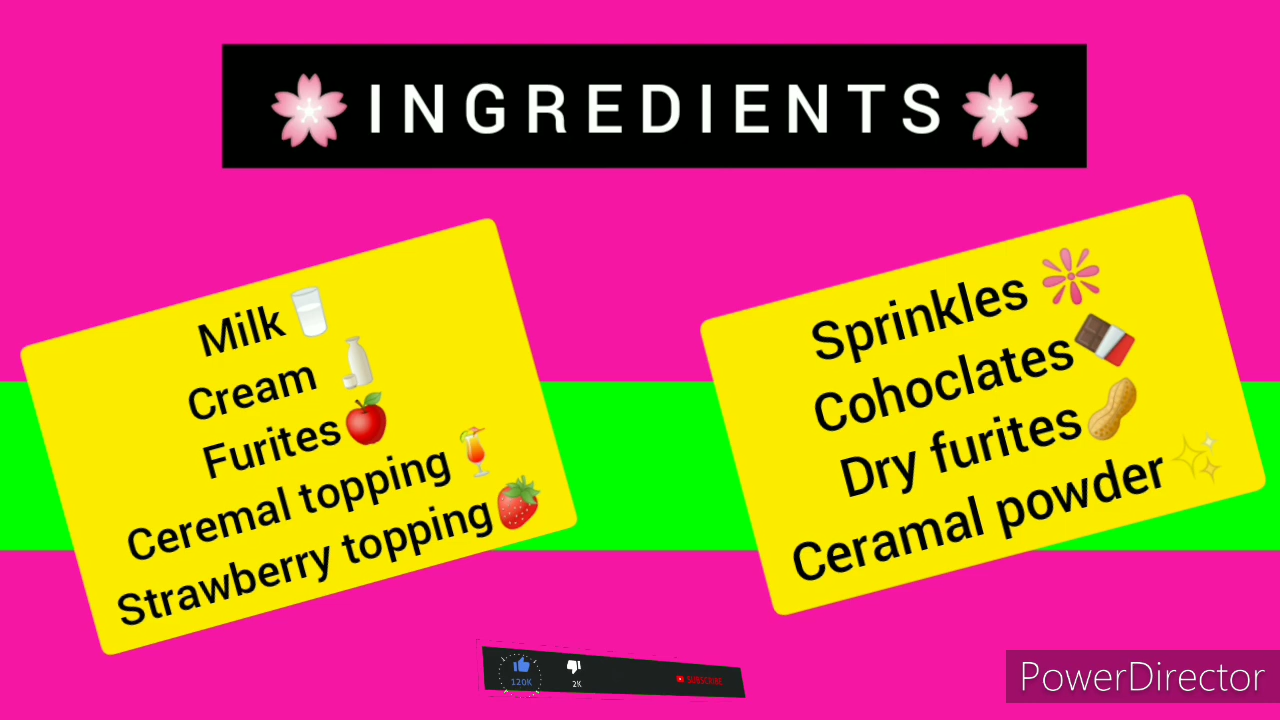 🌸INGREDIENTS🌸
Milk🥛
Cream 🍶
Furites🍎
Ceremal topping 🍹
Strawberry topping🍓
Sprinkles
Cohoclates🍫
Dry furites🥜
Ceramal powder✨
120K
2K
SUBSCRIBE
PowerDirector